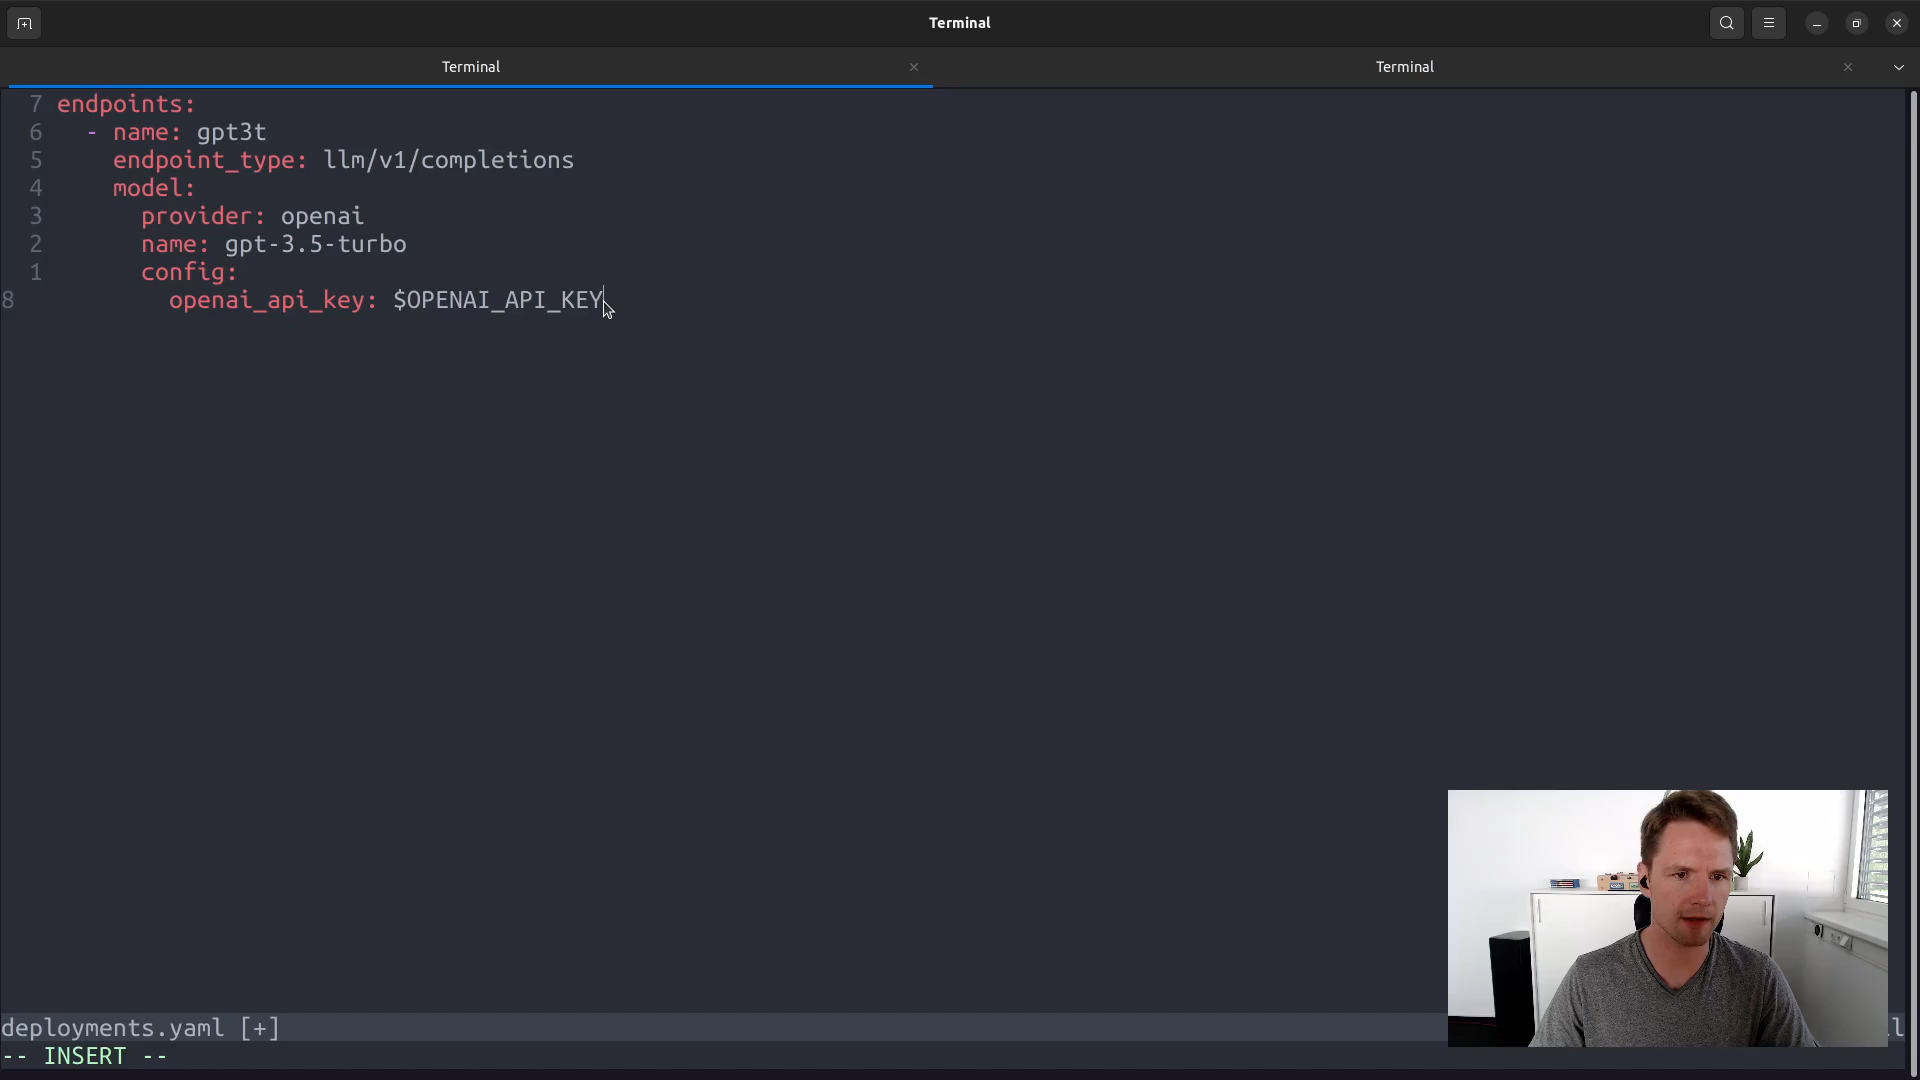 Terminal
Terminal
Terminal
7 endpoints:
6   - name: gpt3t
5     endpoint_type: llm/v1/completions
4     model:
3       provider: openai
2       name: gpt-3.5-turbo
1       config:
8         openai_api_key: $OPENAI_API_KEY
deployments.yaml [+]
-- INSERT --